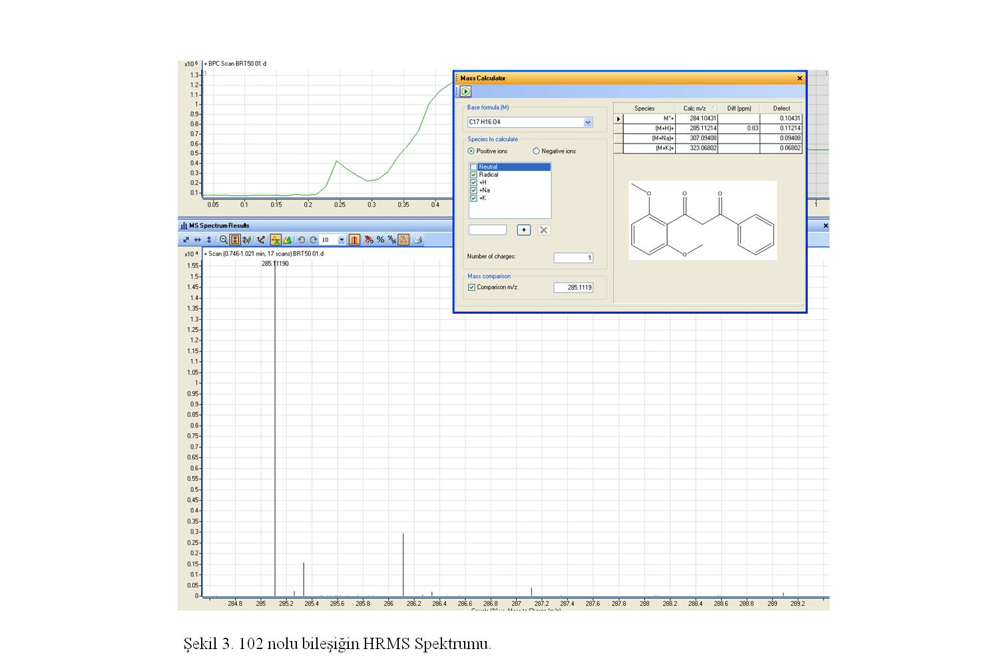 x10 6 + BPC Scan BRT50 01.d
1
1.3
1.2
1.1
1
0.9
0.8
0.7
0.6
0.5
0.4
0.3
0.2
0.1
0.05 0.1 0.15 0.2 0.25 0.3 0.35 0.4 1
1
Mass Calculator
Base formula (M)
C17 H16 O4
Species to calculate
Positive ions Negative ions
Neutral
Radical
+H
+Na
+K
Number of charges: 1
Mass comparison
Comparison m/z: 285.1119
Species Calc m/z Diff (ppm) Defect
M*+ 284.10431 0.10431
(M+H)+ 285.11214 0.83 0.11214
(M+Na)+ 307.09408 0.09408
(M+K)+ 323.06802 0.06802
O O O
O
MS Spectrum Results
10
x10 4 + Scan (0.746-1.021 min, 17 scans) BRT50 01.d
285.11190
1.55
1.5
1.45
1.4
1.35
1.3
1.25
1.2
1.15
1.1
1.05
1
0.95
0.9
0.85
0.8
0.75
0.7
0.65
0.6
0.55
0.5
0.45
0.4
0.35
0.3
0.25
0.2
0.15
0.1
0.05
0
284.8 285 285.2 285.4 285.6 285.8 286 286.2 286.4 286.6 286.8 287 287.2 287.4 287.6 287.8 288 288.2 288.4 288.6 288.8 289 289.2
Counts (%) vs. Mass-to-Charge (m/z)
Şekil 3. 102 nolu bileşiğin HRMS Spektrumu.